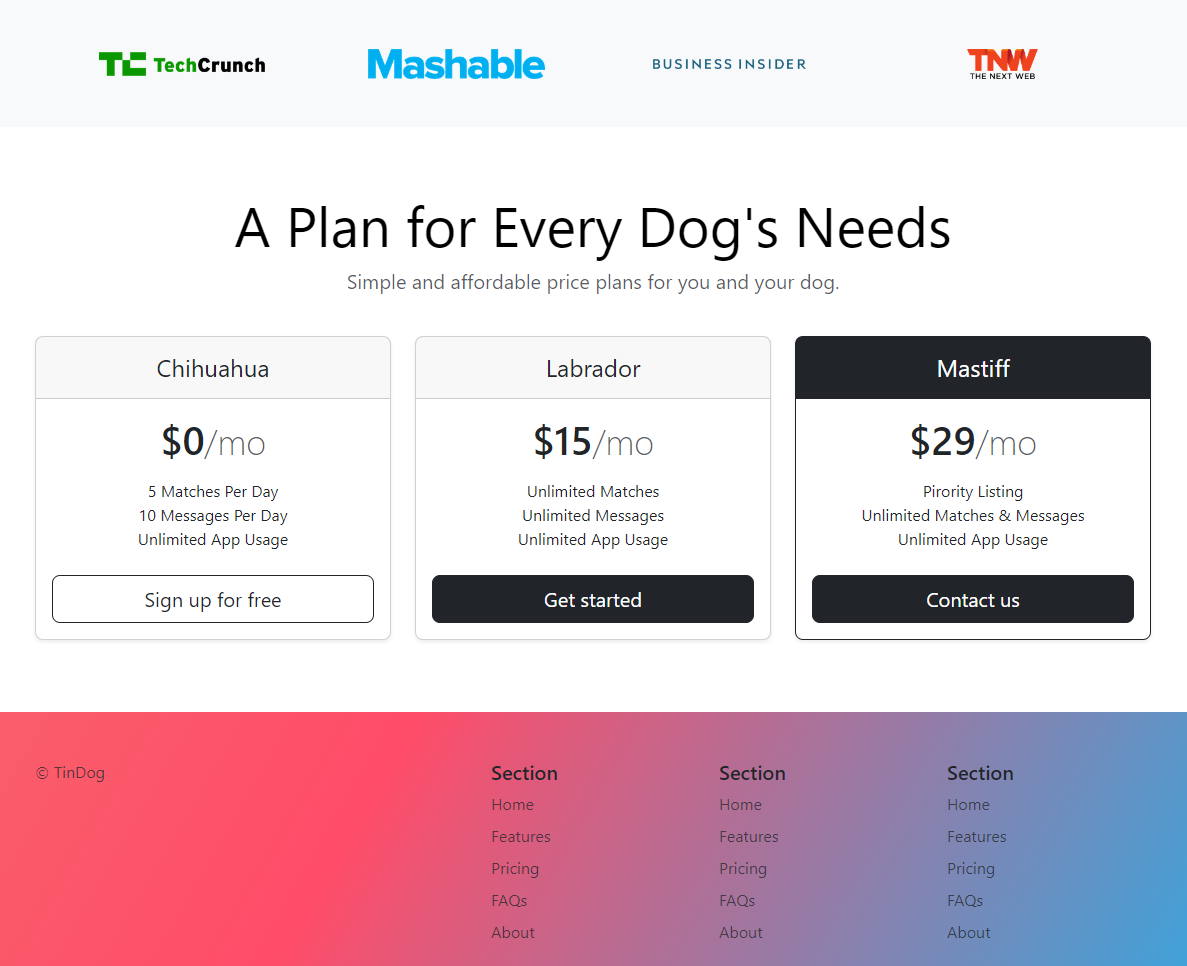 TC TechCrunch
Mashable
BUSINESS INSIDER
TNW
THE NEXT WEB
A Plan for Every Dog's Needs
Simple and affordable price plans for you and your dog.
Chihuahua
$0/mo
5 Matches Per Day
10 Messages Per Day
Unlimited App Usage
Sign up for free
Labrador
$15/mo
Unlimited Matches
Unlimited Messages
Unlimited App Usage
Get started
Mastiff
$29/mo
Pirority Listing
Unlimited Matches & Messages
Unlimited App Usage
Contact us
© TinDog
Section
Home
Features
Pricing
FAQs
About
Section
Home
Features
Pricing
FAQs
About
Section
Home
Features
Pricing
FAQs
About